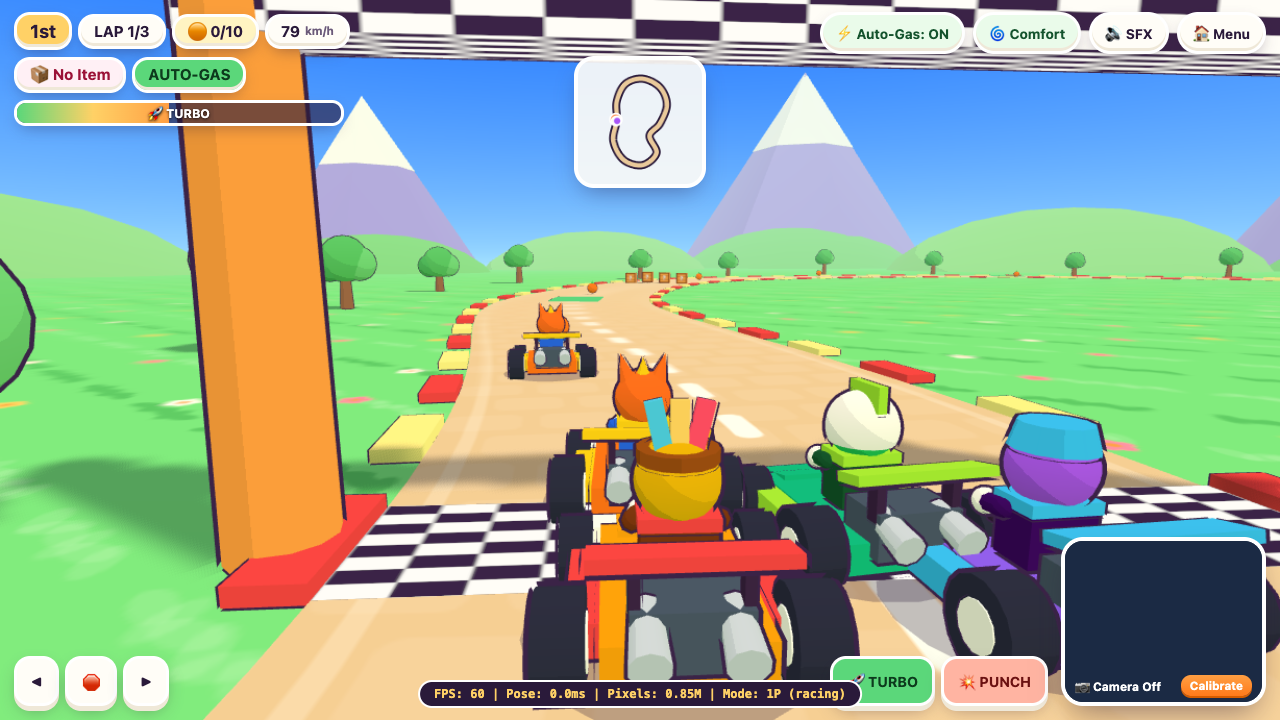 1st
LAP 1/3
0/10
79 km/h
Auto-Gas: ON
Comfort
SFX
Menu
No Item
AUTO-GAS
TURBO
TURBO
PUNCH
Camera Off
Calibrate
FPS: 60 | Pose: 0.0ms | Pixels: 0.85M | Mode: 1P (racing)